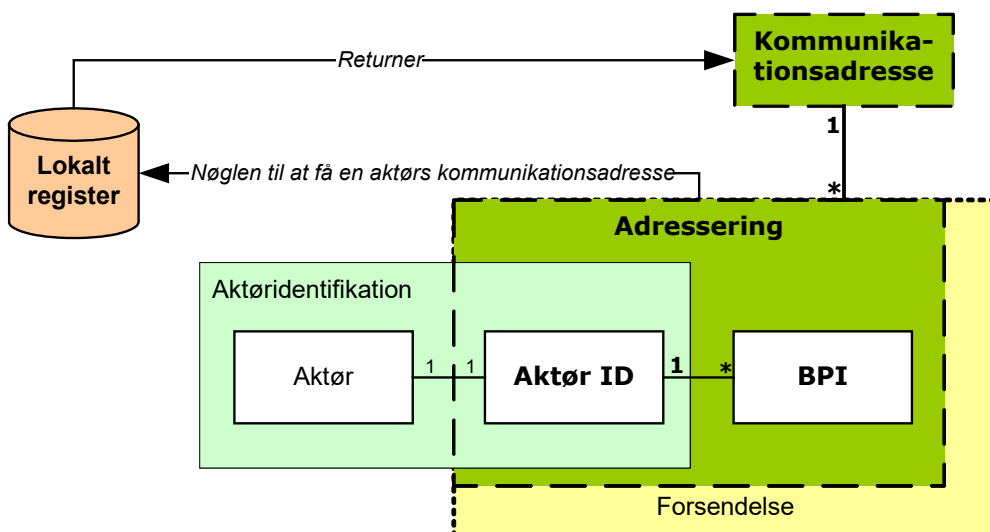 Kommunika-
tionsadresse
Returner
1
Lokalt
register
Nøglen til at få en aktørs kommunikationsadresse
*
Adressering
Aktøridentifikation
Aktør
1
1
Aktør ID
1
*
BPI
Forsendelse